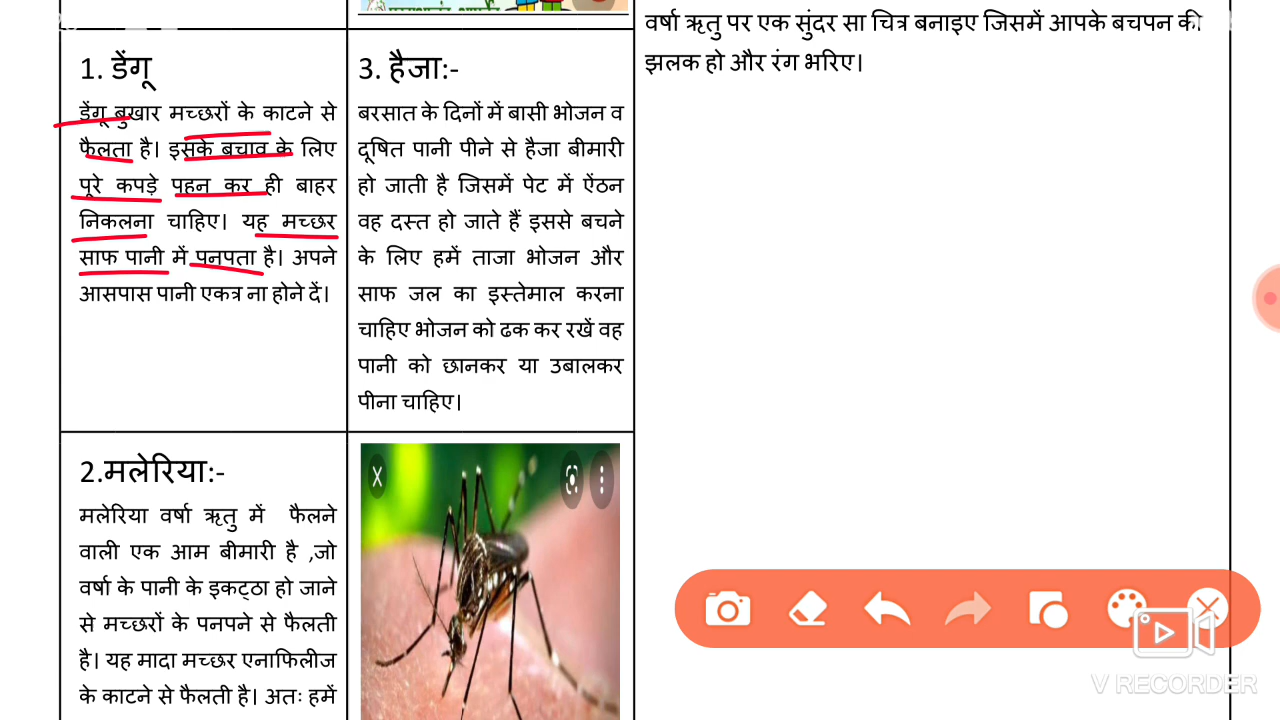 1. डेंगू
डेंगू बुखार मच्छरों के काटने से
फैलता है। इसके बचाव के लिए
पूरे कपड़े पहन कर ही बाहर
निकलना चाहिए। यह मच्छर
साफ पानी में पनपता है। अपने
आसपास पानी एकत्र ना होने दें।
3. हैजा:-
बरसात के दिनों में बासी भोजन व
दूषित पानी पीने से हैजा बीमारी
हो जाती है जिसमें पेट में ऐंठन
वह दस्त हो जाते हैं इससे बचने
के लिए हमें ताजा भोजन और
साफ जल का इस्तेमाल करना
चाहिए भोजन को ढक कर रखें वह
पानी को छानकर या उबालकर
पीना चाहिए।
2.मलेरिया:-
मलेरिया वर्षा ऋतु में फैलने
वाली एक आम बीमारी है ,जो
वर्षा के पानी के इकट्ठा हो जाने
से मच्छरों के पनपने से फैलती
है। यह मादा मच्छर एनाफिलीज
के काटने से फैलती है। अतः हमें
वर्षा ऋतु पर एक सुंदर सा चित्र बनाइए जिसमें आपके बचपन की
झलक हो और रंग भरिए।
V RECORDER